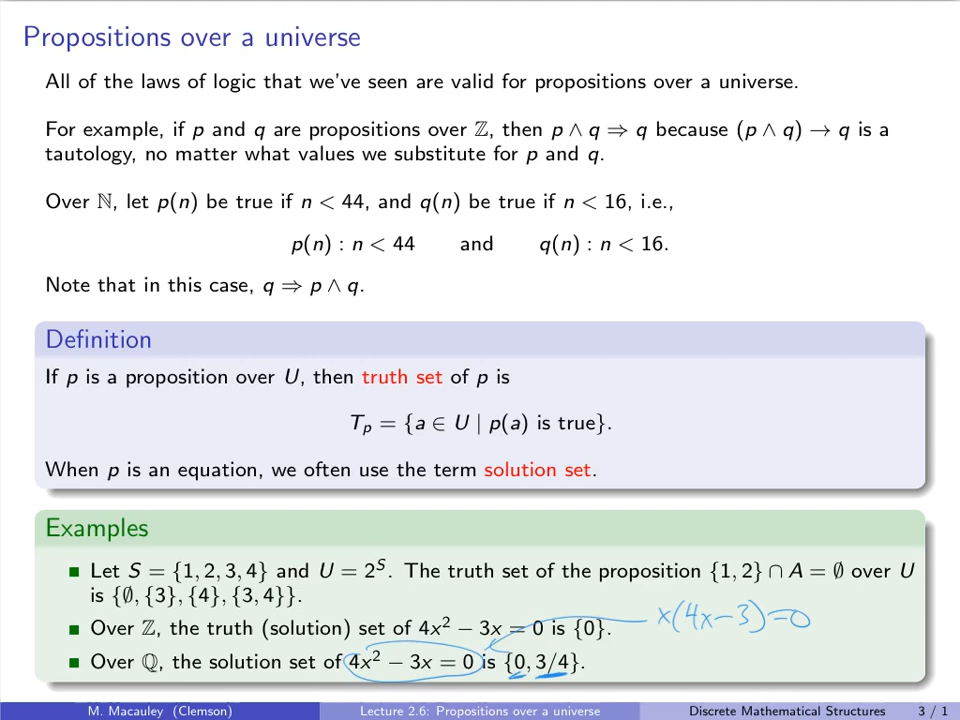 Propositions over a universe
All of the laws of logic that we've seen are valid for propositions over a universe.
For example, if p and q are propositions over ℤ, then p ∧ q ⇒ q because (p ∧ q) → q is a
tautology, no matter what values we substitute for p and q.
Over ℕ, let p(n) be true if n < 44, and q(n) be true if n < 16, i.e.,
p(n) : n < 44 and q(n) : n < 16.
Note that in this case, q ⇒ p ∧ q.
Definition
If p is a proposition over U, then truth set of p is
Tₚ = {a ∈ U | p(a) is true}.
When p is an equation, we often use the term solution set.
Examples
Let S = {1, 2, 3, 4} and U = 2^S. The truth set of the proposition {1, 2} ∩ A = ∅ over U
is {∅, {3}, {4}, {3, 4}}.
x(4x−3)=0
Over ℤ, the truth (solution) set of 4x² − 3x = 0 is {0}.
Over ℚ, the solution set of 4x² − 3x = 0 is {0, 3/4}.
M. Macauley (Clemson) Lecture 2.6: Propositions over a universe Discrete Mathematical Structures 3 / 1